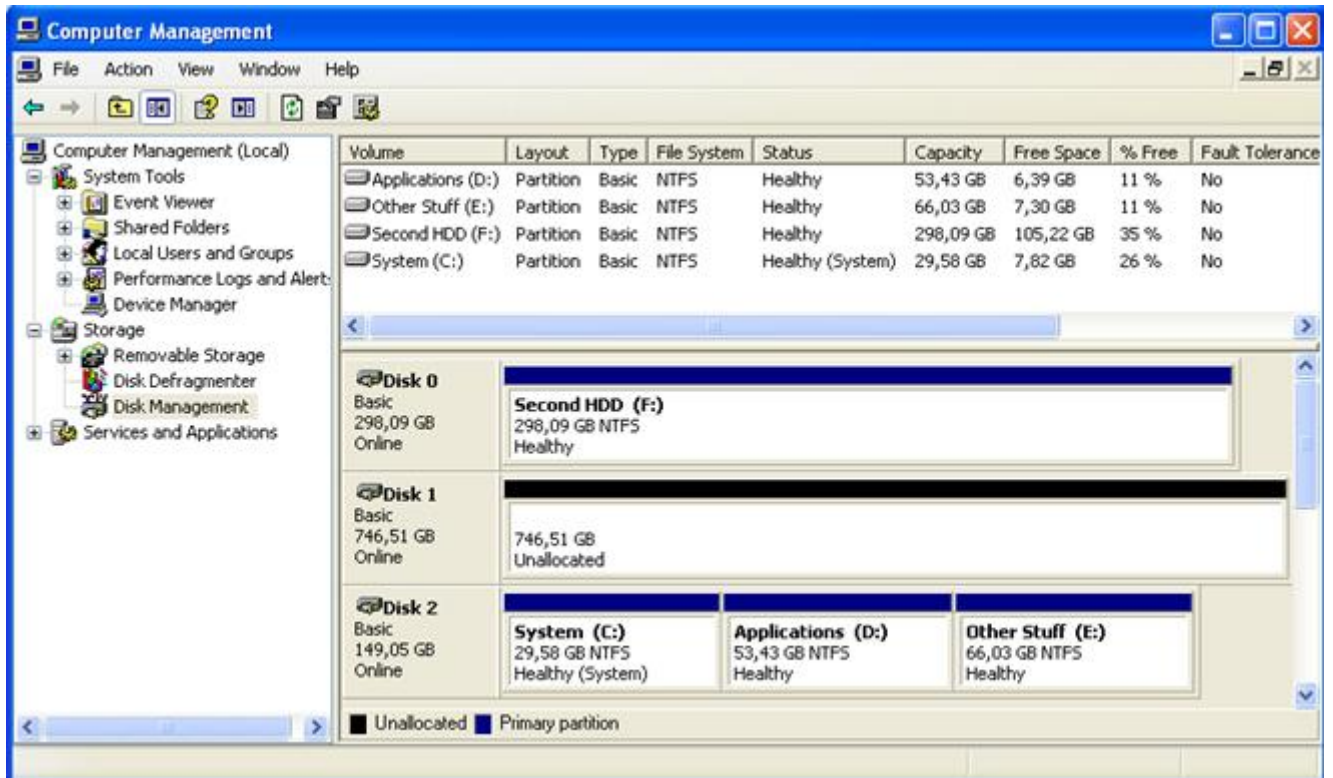 Computer Management
File Action View Window Help
Computer Management (Local)
System Tools
Event Viewer
Shared Folders
Local Users and Groups
Performance Logs and Alert
Device Manager
Storage
Removable Storage
Disk Defragmenter
Disk Management
Services and Applications
Volume Layout Type File System Status Capacity Free Space % Free Fault Tolerance
Applications (D:) Partition Basic NTFS Healthy 53,43 GB 6,39 GB 11 % No
Other Stuff (E:) Partition Basic NTFS Healthy 66,03 GB 7,30 GB 11 % No
Second HDD (F:) Partition Basic NTFS Healthy 298,09 GB 105,22 GB 35 % No
System (C:) Partition Basic NTFS Healthy (System) 29,58 GB 7,82 GB 26 % No
Disk 0
Basic
298,09 GB
Online
Second HDD (F:)
298,09 GB NTFS
Healthy
Disk 1
Basic
746,51 GB
Online
746,51 GB
Unallocated
Disk 2
Basic
149,05 GB
Online
System (C:)
29,58 GB NTFS
Healthy (System)
Applications (D:)
53,43 GB NTFS
Healthy
Other Stuff (E:)
66,03 GB NTFS
Healthy
Unallocated Primary partition